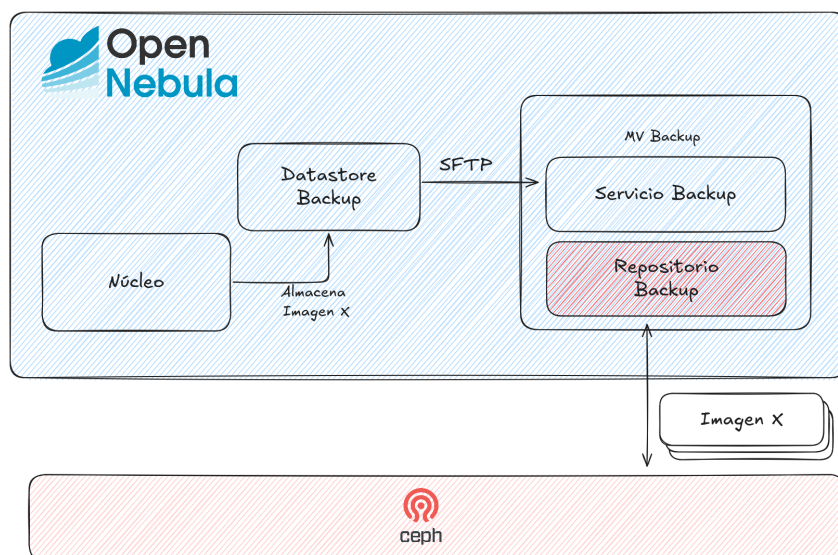 Open
Nebula
MV Backup
SFTP
Datastore
Backup
Servicio Backup
Núcleo
Repositorio
Backup
Almacena
Imagen X
Imagen X
ceph